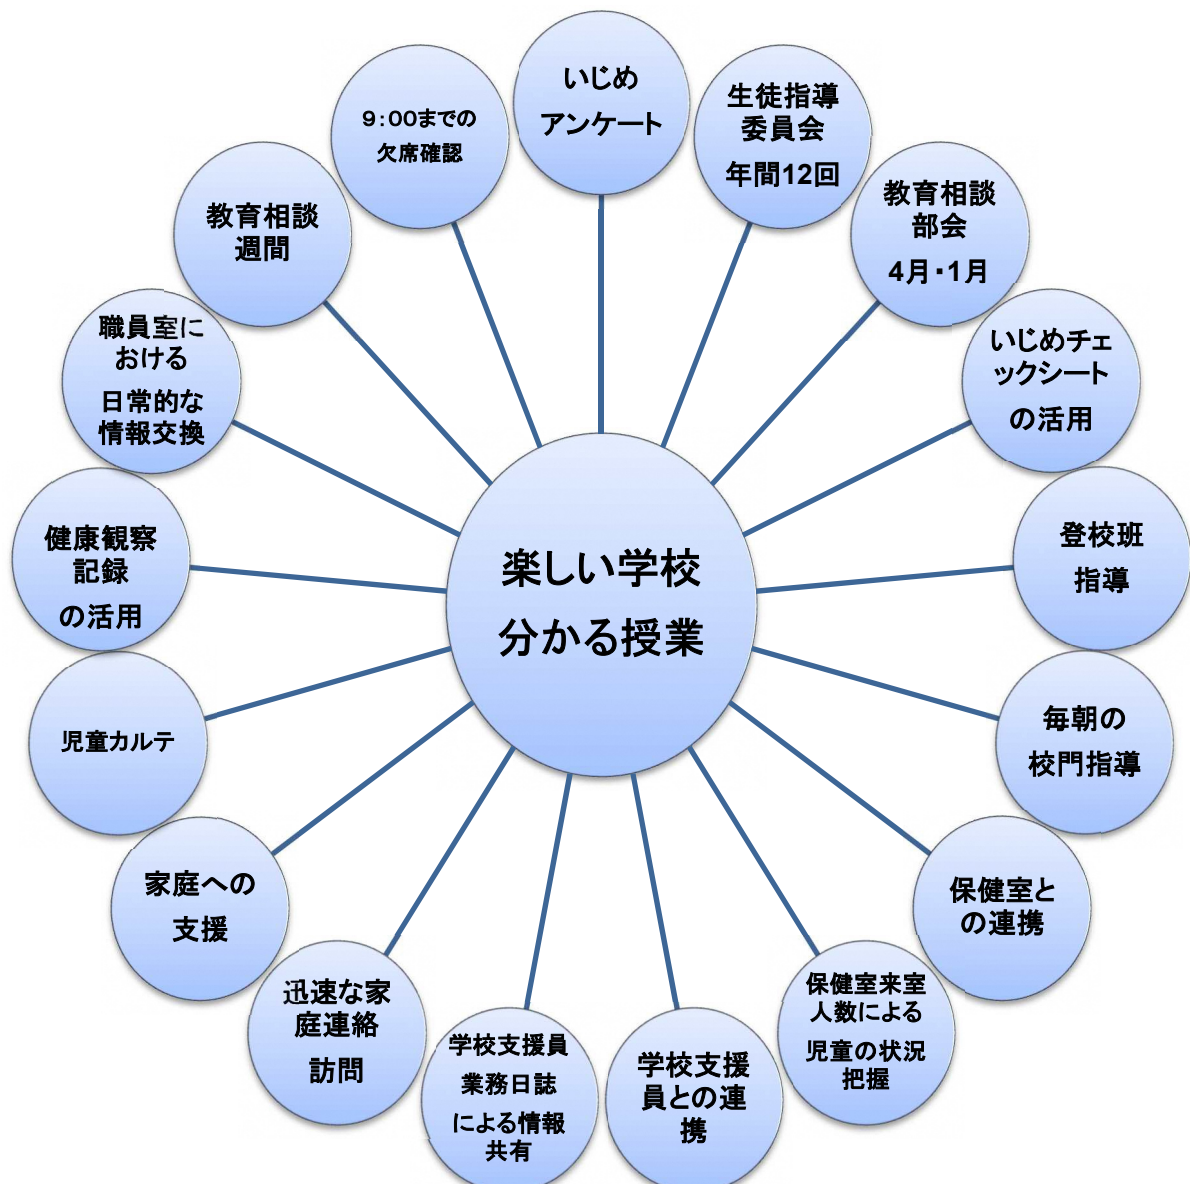 楽しい学校
分かる授業
いじめ
アンケート
生徒指導
委員会
年間12回
教育相談
部会
4月・1月
いじめチェ
ックシート
の活用
登校班
指導
毎朝の
校門指導
保健室と
の連携
保健室来室
人数による
児童の状況
把握
学校支援
員との連
携
学校支援員
業務日誌
による情報
共有
迅速な家
庭連絡
訪問
家庭への
支援
児童カルテ
健康観察
記録
の活用
職員室に
おける
日常的な
情報交換
教育相談
週間
９：００までの
欠席確認